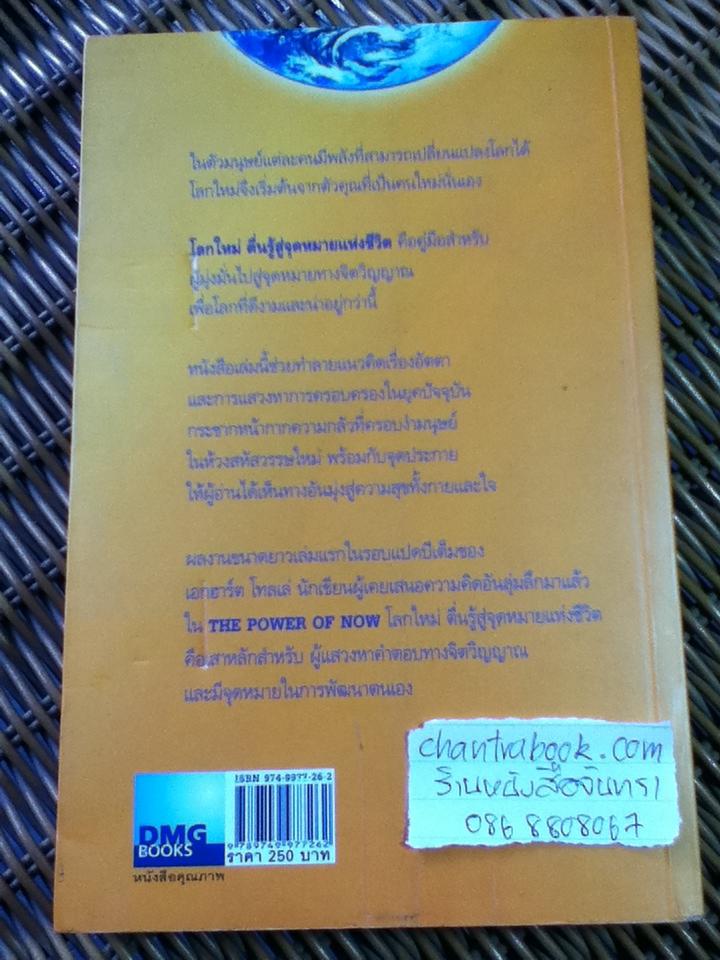 ในตัวมนุษย์แต่ละคนมีพลังที่สามารถเปลี่ยนแปลงโลกได้
โลกใหม่จึงเริ่มต้นจากตัวคุณที่เป็นคนใหม่นั่นเอง
โลกใหม่ ตื่นรู้สู่จุดหมายแห่งชีวิต คือคู่มือสำหรับ
ผู้มุ่งมั่นไปสู่จุดหมายทางจิตวิญญาณ
เพื่อโลกที่ดีงามและน่าอยู่กว่านี้
หนังสือเล่มนี้ช่วยทำลายแนวคิดเรื่องอัตตา
และการแสวงหาการครอบครองในยุคปัจจุบัน
กระชากหน้ากากความกลัวที่ครอบงำมนุษย์
ในห้วงสหัสวรรษใหม่ พร้อมกับจุดประกาย
ให้ผู้อ่านได้เห็นทางอันมุ่งสู่ความสุขทั้งกายและใจ
ผลงานขนาดยาวเล่มแรกในรอบแปดปีเต็มของ
เอกฮาร์ต โทลเล่ นักเขียนผู้เคยเสนอความคิดอันลุ่มลึกมาแล้ว
ใน THE POWER OF NOW โลกใหม่ ตื่นรู้สู่จุดหมายแห่งชีวิต
คือเสาหลักสำหรับ ผู้แสวงหาคำตอบทางจิตวิญญาณ
และมีจุดหมายในการพัฒนาตนเอง
chantrabook.com
ร้านหนังสือจันทรา
086 8808067
ISBN 974-9977-26-2
9 789749 977262
ราคา 250 บาท
DMG
BOOKS
หนังสือคุณภาพ